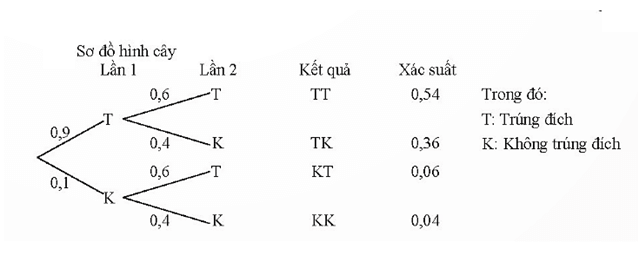 Sơ đồ hình cây
Lần 1 Lần 2 Kết quả Xác suất
0,6 T TT 0,54 Trong đó:
0,9 T T: Trúng đích
0,4 K TK 0,36 K: Không trúng đích
0,6 T KT 0,06
0,1 K
0,4 K KK 0,04